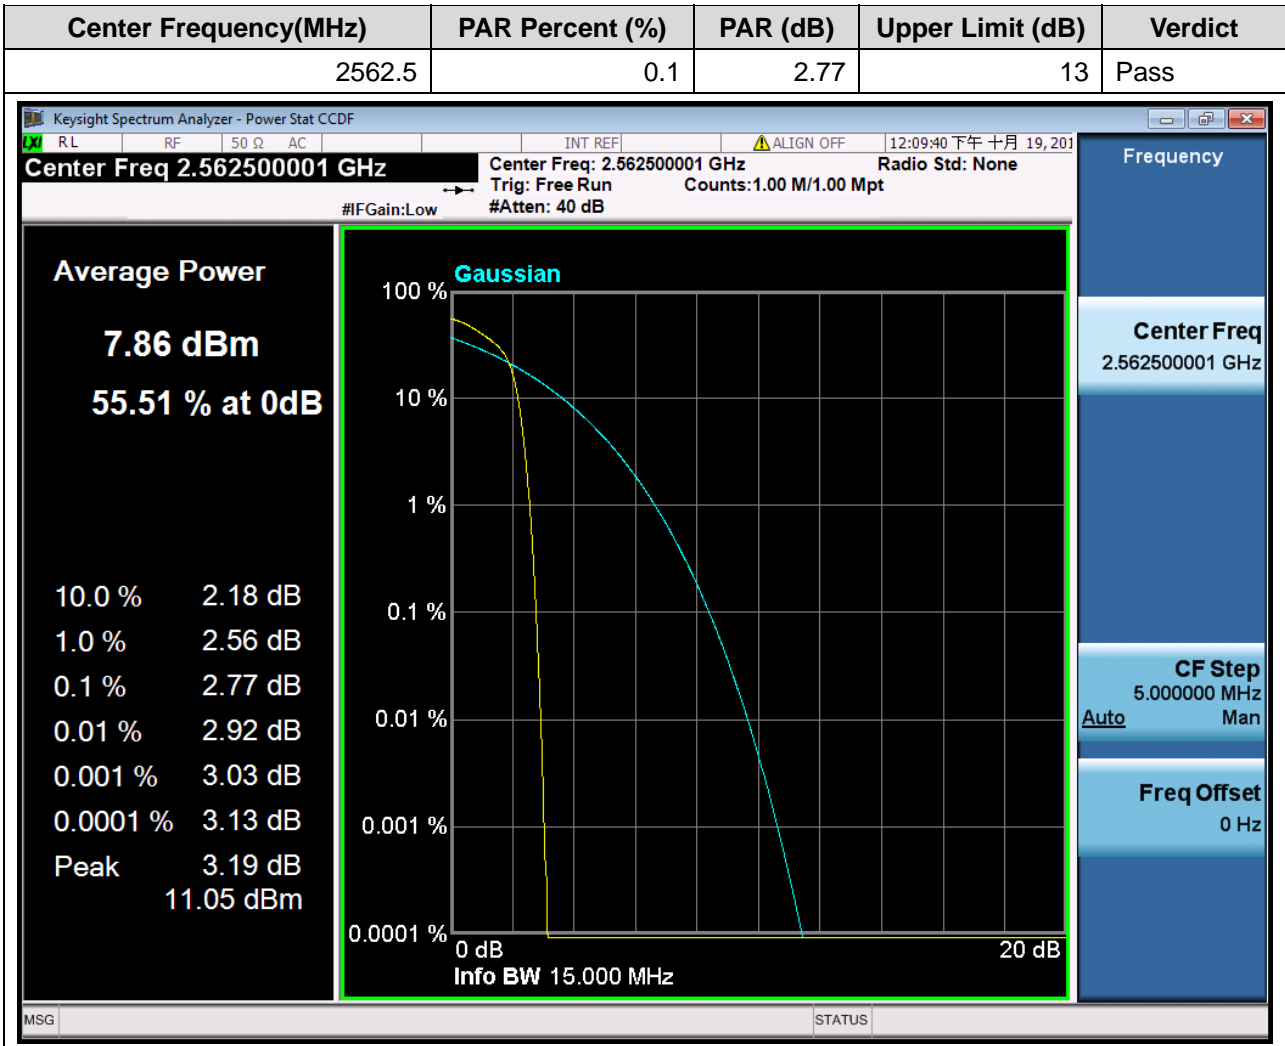 Center Frequency(MHz) PAR Percent (%) PAR (dB) Upper Limit (dB) Verdict
2562.5 0.1 2.77 13 Pass
Keysight Spectrum Analyzer - Power Stat CCDF
LXI RL RF 50 Ω AC INT REF ALIGN OFF 12:09:40 下午 十月 19, 201
Center Freq 2.562500001 GHz
Center Freq: 2.562500001 GHz Radio Std: None
Trig: Free Run Counts:1.00 M/1.00 Mpt
#IFGain:Low #Atten: 40 dB
Average Power
7.86 dBm
55.51 % at 0dB
10.0 % 2.18 dB
1.0 % 2.56 dB
0.1 % 2.77 dB
0.01 % 2.92 dB
0.001 % 3.03 dB
0.0001 % 3.13 dB
Peak 3.19 dB
11.05 dBm
Gaussian
100 %
10 %
1 %
0.1 %
0.01 %
0.001 %
0.0001 %
0 dB 20 dB
Info BW 15.000 MHz
Frequency
Center Freq
2.562500001 GHz
CF Step
5.000000 MHz
Auto Man
Freq Offset
0 Hz
MSG STATUS